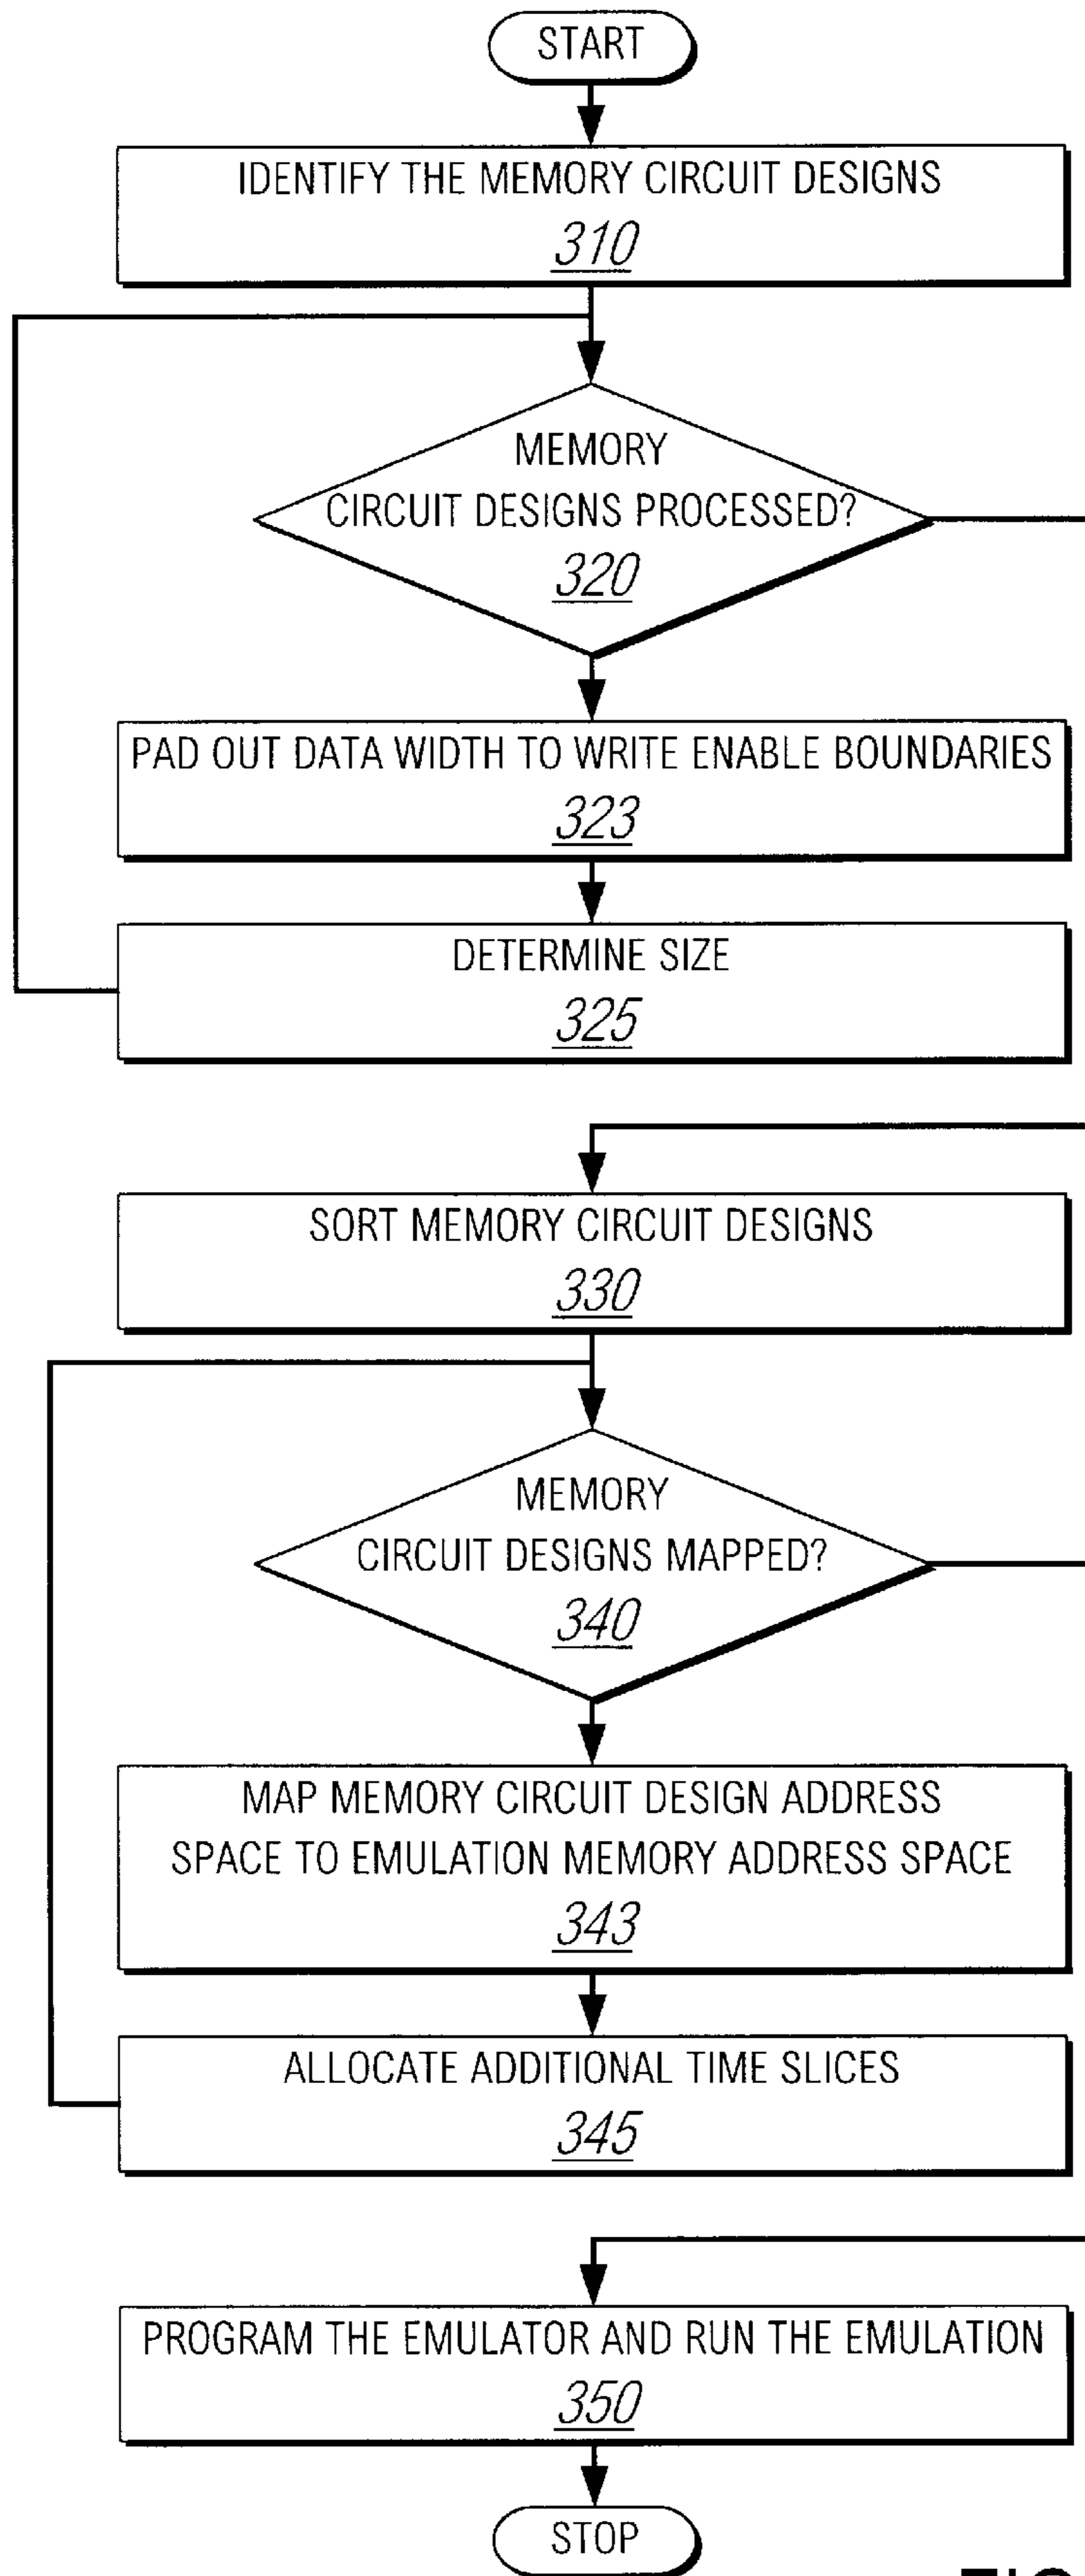 START
IDENTIFY THE MEMORY CIRCUIT DESIGNS
310
MEMORY
CIRCUIT DESIGNS PROCESSED?
320
PAD OUT DATA WIDTH TO WRITE ENABLE BOUNDARIES
323
DETERMINE SIZE
325
SORT MEMORY CIRCUIT DESIGNS
330
MEMORY
CIRCUIT DESIGNS MAPPED?
340
MAP MEMORY CIRCUIT DESIGN ADDRESS
SPACE TO EMULATION MEMORY ADDRESS SPACE
343
ALLOCATE ADDITIONAL TIME SLICES
345
PROGRAM THE EMULATOR AND RUN THE EMULATION
350
STOP